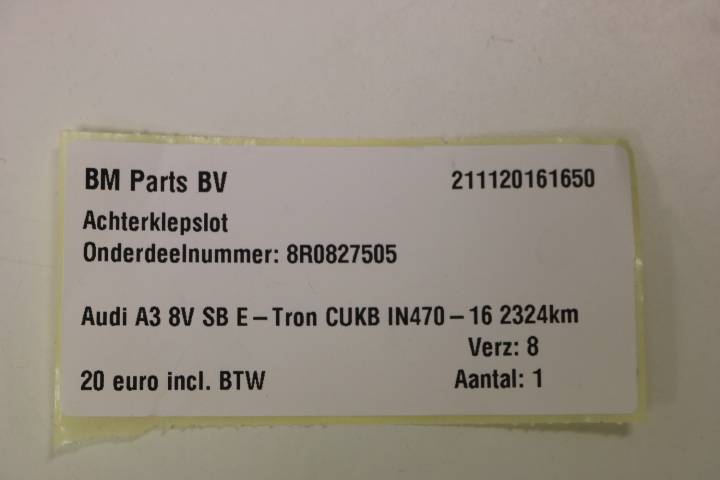 BM Parts BV 211120161650
Achterklepslot
Onderdeelnummer: 8R0827505
Audi A3 8V SB E-Tron CUKB IN470-16 2324km
Verz: 8
20 euro incl. BTW Aantal: 1